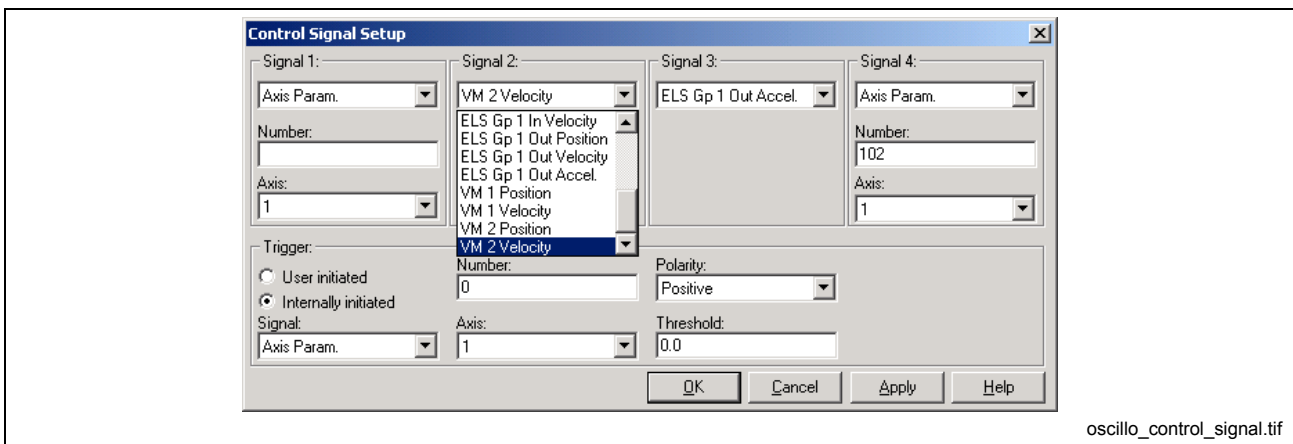 Control Signal Setup
Signal 1: Signal 2: Signal 3: Signal 4:
Axis Param. VM 2 Velocity ELS Gp 1 Out Accel. Axis Param.
ELS Gp 1 In Velocity
ELS Gp 1 Out Position
ELS Gp 1 Out Velocity
ELS Gp 1 Out Accel.
VM 1 Position
VM 1 Velocity
VM 2 Position
VM 2 Velocity
Number: Number:
102
Axis: Axis:
1 1
Trigger:
User initiated
Internally initiated
Number: Polarity:
0 Positive
Signal: Axis: Threshold:
Axis Param. 1 0.0
OK Cancel Apply Help
oscillo_control_signal.tif